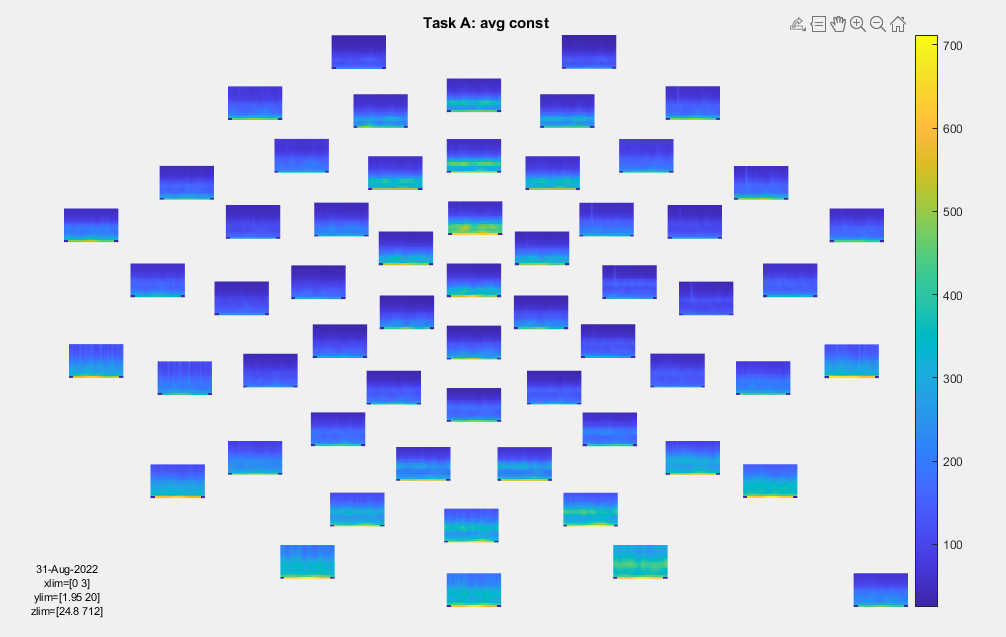 Task A: avg const
700
600
500
400
300
200
100
31-Aug-2022
xlim=[0 3]
ylim=[1.95 20]
zlim=[24.8 712]